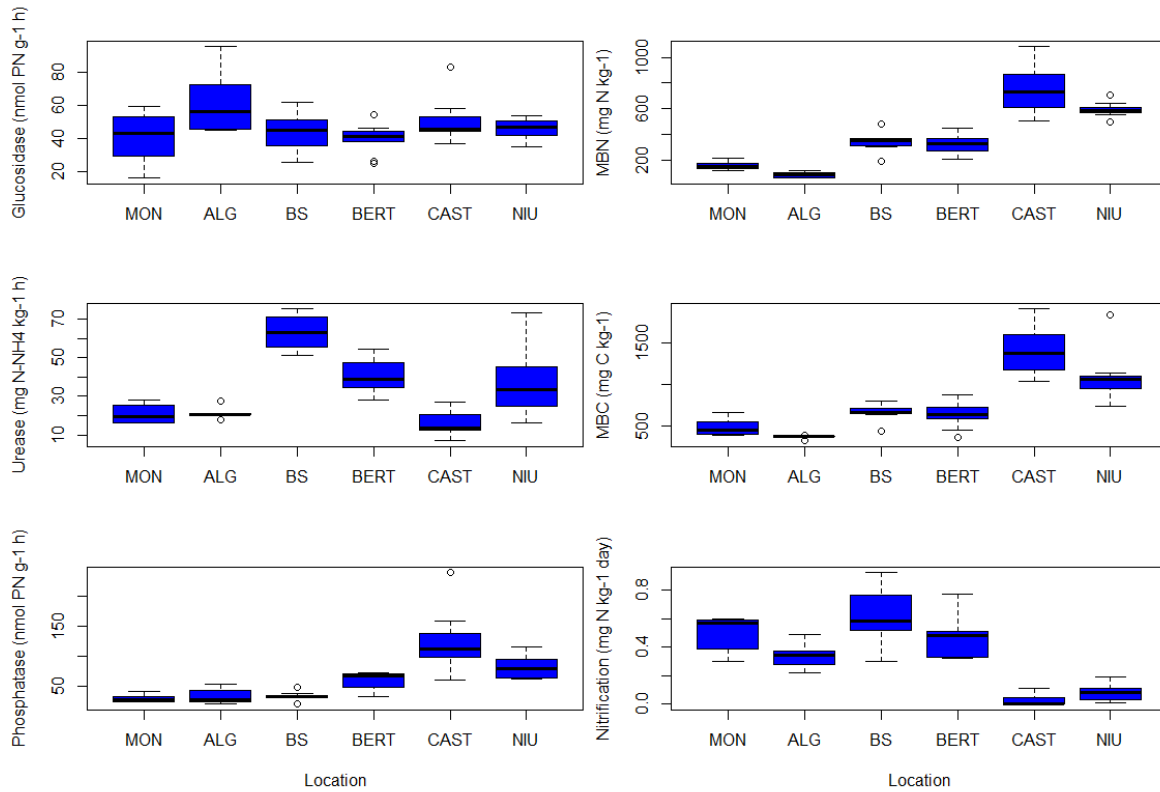 Glucosidase (nmol PN g-1 h)
20 40 60 80
MON ALG BS BERT CAST NIU
MBN (mg N kg-1)
200 600 1000
MON ALG BS BERT CAST NIU
Urease (mg N-NH4 kg-1 h)
10 30 50 70
MON ALG BS BERT CAST NIU
MBC (mg C kg-1)
500 1500
MON ALG BS BERT CAST NIU
Phosphatase (nmol PN g-1 h)
50 150
MON ALG BS BERT CAST NIU
Location
Nitrification (mg N kg-1 day)
0.0 0.4 0.8
MON ALG BS BERT CAST NIU
Location